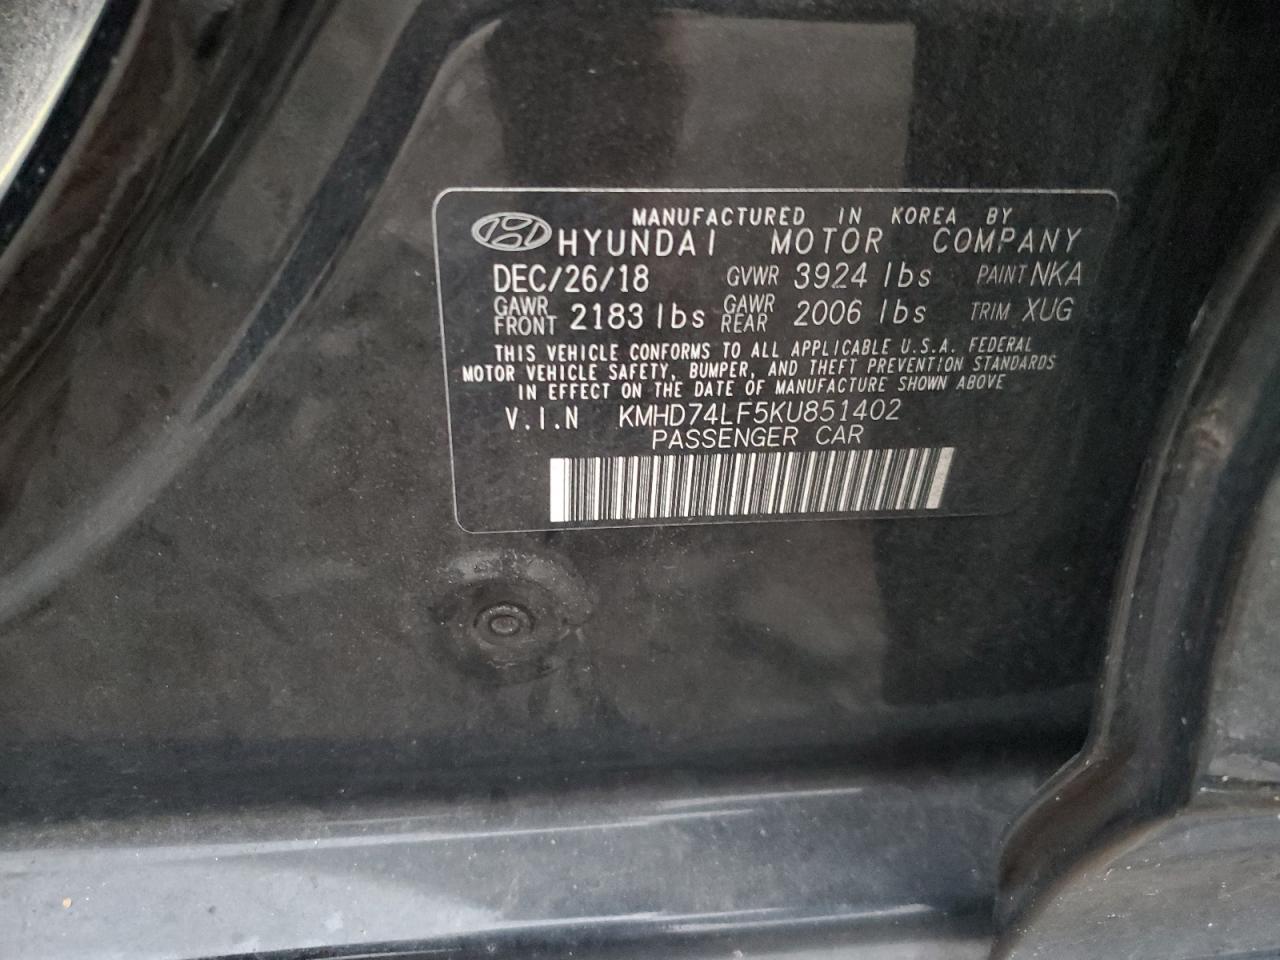 MANUFACTURED IN KOREA BY
HYUNDAI MOTOR COMPANY
DEC/26/18 GVWR 3924 lbs PAINT NKA
GAWR FRONT 2183 lbs GAWR REAR 2006 lbs TRIM XUG
THIS VEHICLE CONFORMS TO ALL APPLICABLE U.S.A. FEDERAL
MOTOR VEHICLE SAFETY, BUMPER, AND THEFT PREVENTION STANDARDS
IN EFFECT ON THE DATE OF MANUFACTURE SHOWN ABOVE
V.I.N KMHD74LF5KU851402
PASSENGER CAR